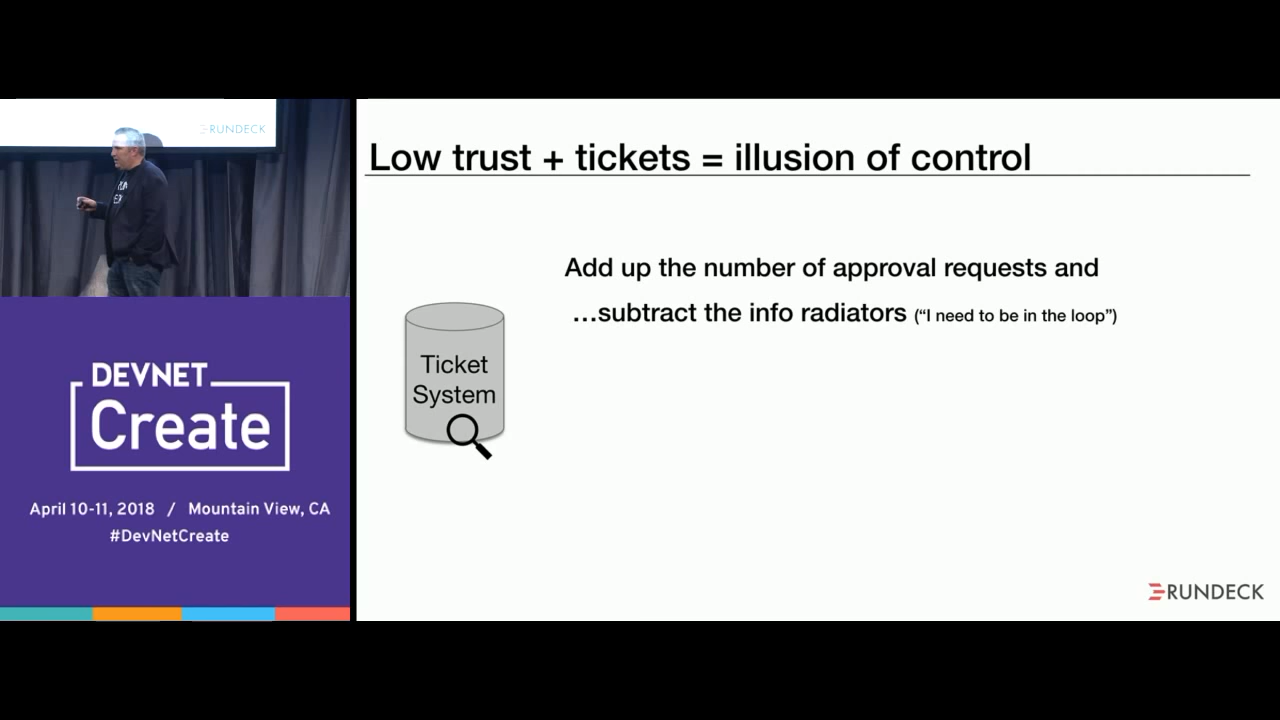 RUNDECK
DEVNET
Create
April 10-11, 2018 / Mountain View, CA
#DevNetCreate
Low trust + tickets = illusion of control
Add up the number of approval requests and
...subtract the info radiators (“I need to be in the loop”)
Ticket
System
RUNDECK